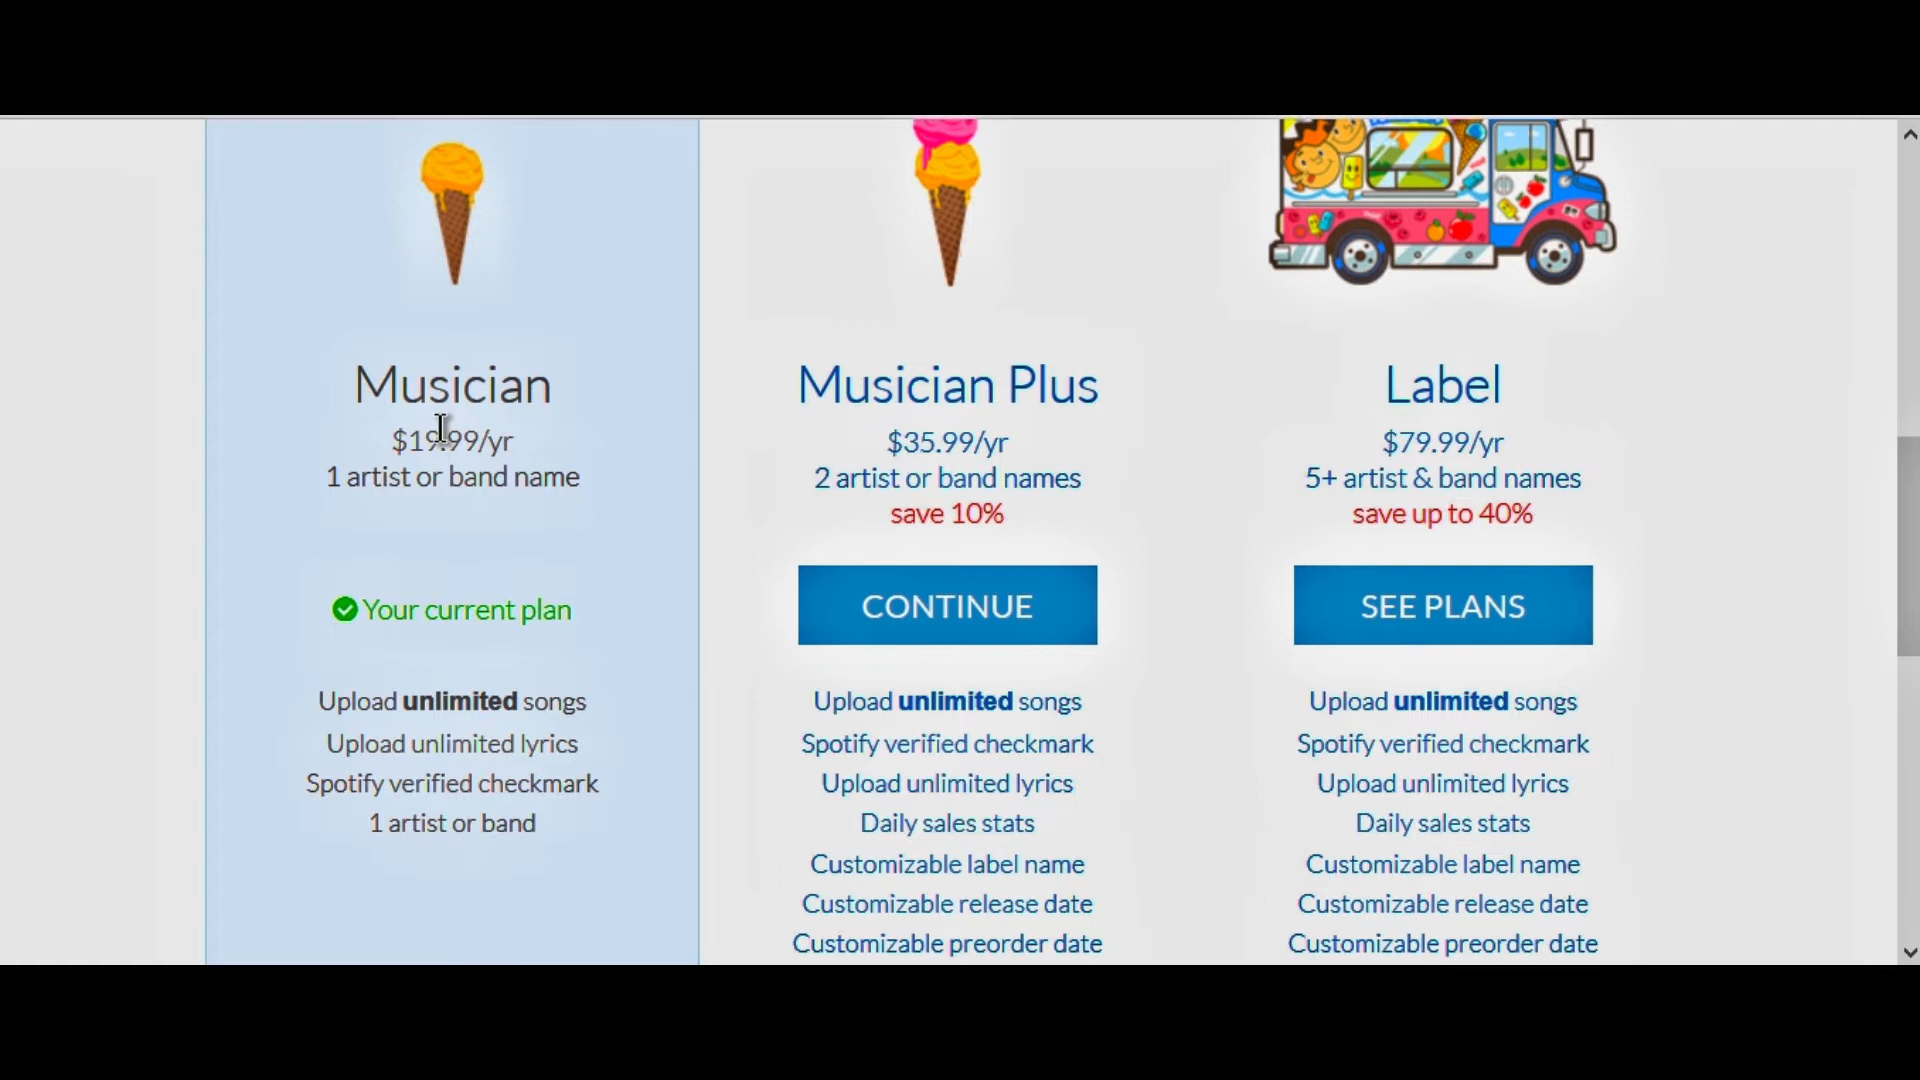 Musician
$19.99/yr
1 artist or band name
Your current plan
Upload unlimited songs
Upload unlimited lyrics
Spotify verified checkmark
1 artist or band
Musician Plus
$35.99/yr
2 artist or band names
save 10%
CONTINUE
Upload unlimited songs
Spotify verified checkmark
Upload unlimited lyrics
Daily sales stats
Customizable label name
Customizable release date
Customizable preorder date
Label
$79.99/yr
5+ artist & band names
save up to 40%
SEE PLANS
Upload unlimited songs
Spotify verified checkmark
Upload unlimited lyrics
Daily sales stats
Customizable label name
Customizable release date
Customizable preorder date